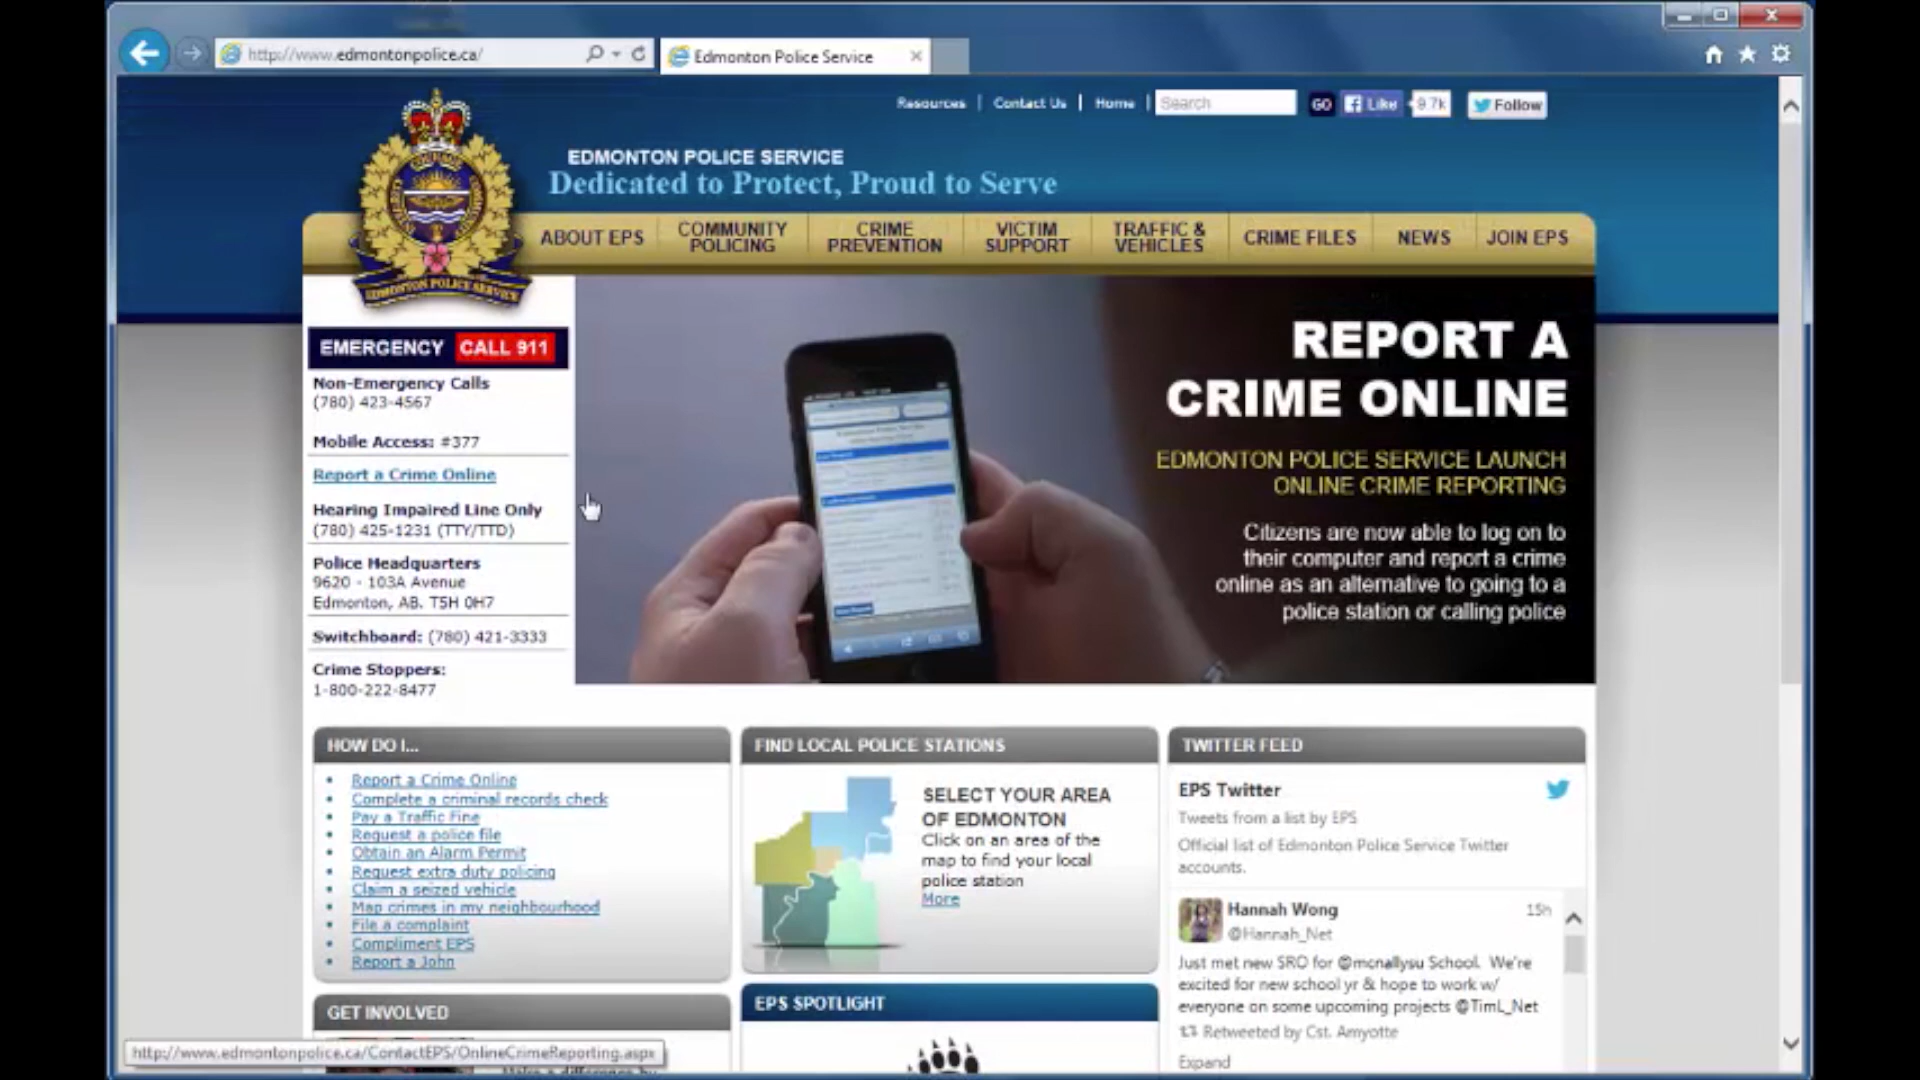 http://www.edmontonpolice.ca/
Edmonton Police Service
Resources | Contact Us | Home |
Search
GO
Like
9.7k
Follow
EDMONTON POLICE SERVICE
Dedicated to Protect, Proud to Serve
EDMONTON POLICE SERVICE
ABOUT EPS
COMMUNITY
POLICING
CRIME
PREVENTION
VICTIM
SUPPORT
TRAFFIC &
VEHICLES
CRIME FILES
NEWS
JOIN EPS
EMERGENCY CALL 911
Non-Emergency Calls
(780) 423-4567
Mobile Access: #377
Report a Crime Online
Hearing Impaired Line Only
(780) 425-1231 (TTY/TTD)
Police Headquarters
9620 - 103A Avenue
Edmonton, AB. T5H 0H7
Switchboard: (780) 421-3333
Crime Stoppers:
1-800-222-8477
REPORT A
CRIME ONLINE
EDMONTON POLICE SERVICE LAUNCH
ONLINE CRIME REPORTING
Citizens are now able to log on to
their computer and report a crime
online as an alternative to going to a
police station or calling police
HOW DO I...
Report a Crime Online
Complete a criminal records check
Pay a Traffic Fine
Request a police file
Obtain an Alarm Permit
Request extra duty policing
Claim a seized vehicle
Map crimes in my neighbourhood
File a complaint
Compliment EPS
Report a John
GET INVOLVED
FIND LOCAL POLICE STATIONS
SELECT YOUR AREA
OF EDMONTON
Click on an area of the
map to find your local
police station
More
EPS SPOTLIGHT
TWITTER FEED
EPS Twitter
Tweets from a list by EPS
Official list of Edmonton Police Service Twitter
accounts.
Hannah Wong 15h
@Hannah_Net
Just met new SRO for @mcnallysu School. We're
excited for new school yr & hope to work w/
everyone on some upcoming projects @TimL_Net
Retweeted by Cst. Amyotte
Expand
http://www.edmontonpolice.ca/ContactEPS/OnlineCrimeReporting.aspx